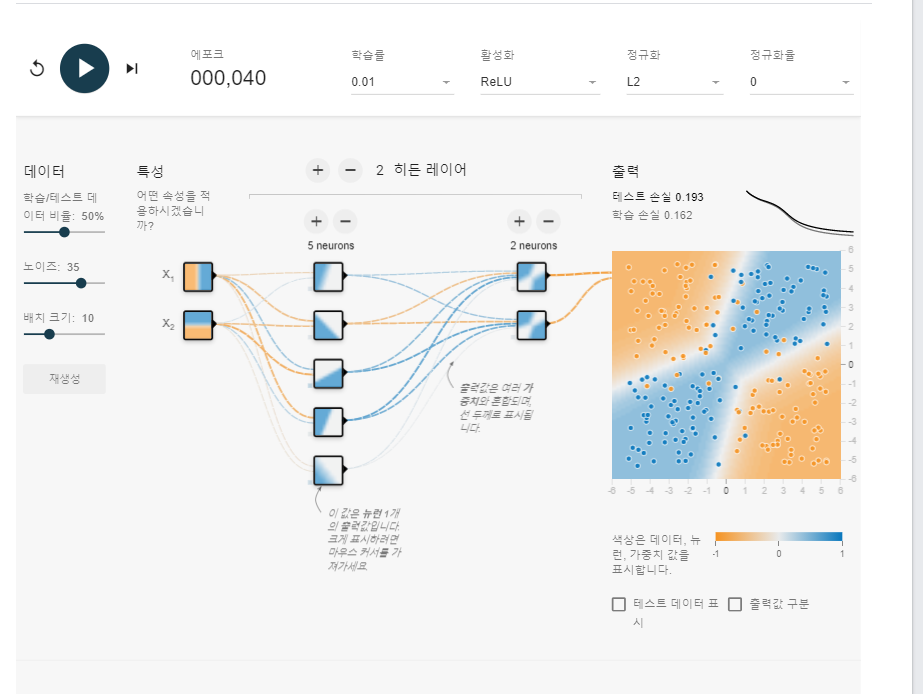 에포크
000,040
학습률
0.01
활성화
ReLU
정규화
L2
정규화율
0
데이터
학습/테스트 데
이터 비율: 50%
노이즈: 35
배치 크기: 10
재생성
특성
어떤 속성을 적
용하시겠습니
까?
X1
X2
+ − 2 히든 레이어
+ −
5 neurons
+ −
2 neurons
출력값은 여러 가
중치와 혼합되며,
선 두께로 표시됩
니다.
이 값은 뉴런 1개
의 출력값입니다.
크게 표시하려면
마우스 커서를 가
져가세요.
출력
테스트 손실 0.193
학습 손실 0.162
6
5
4
3
2
1
0
-1
-2
-3
-4
-5
-6
-6 -5 -4 -3 -2 -1 0 1 2 3 4 5 6
색상은 데이터, 뉴
런, 가중치 값을
표시합니다.
-1 0 1
테스트 데이터 표
시
출력값 구분